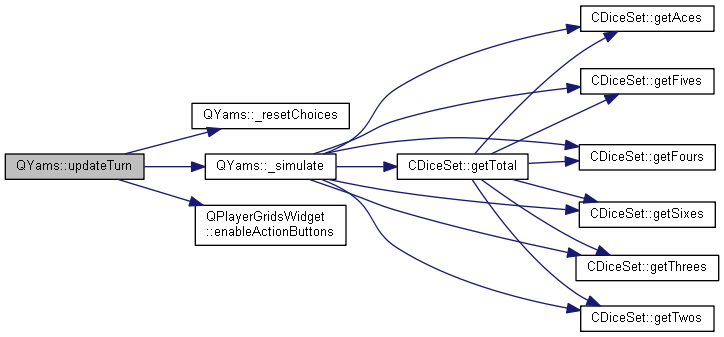 QYams::updateTurn
QYams::_resetChoices
QYams::_simulate
QPlayerGridsWidget
::enableActionButtons
CDiceSet::getTotal
CDiceSet::getAces
CDiceSet::getFives
CDiceSet::getFours
CDiceSet::getSixes
CDiceSet::getThrees
CDiceSet::getTwos